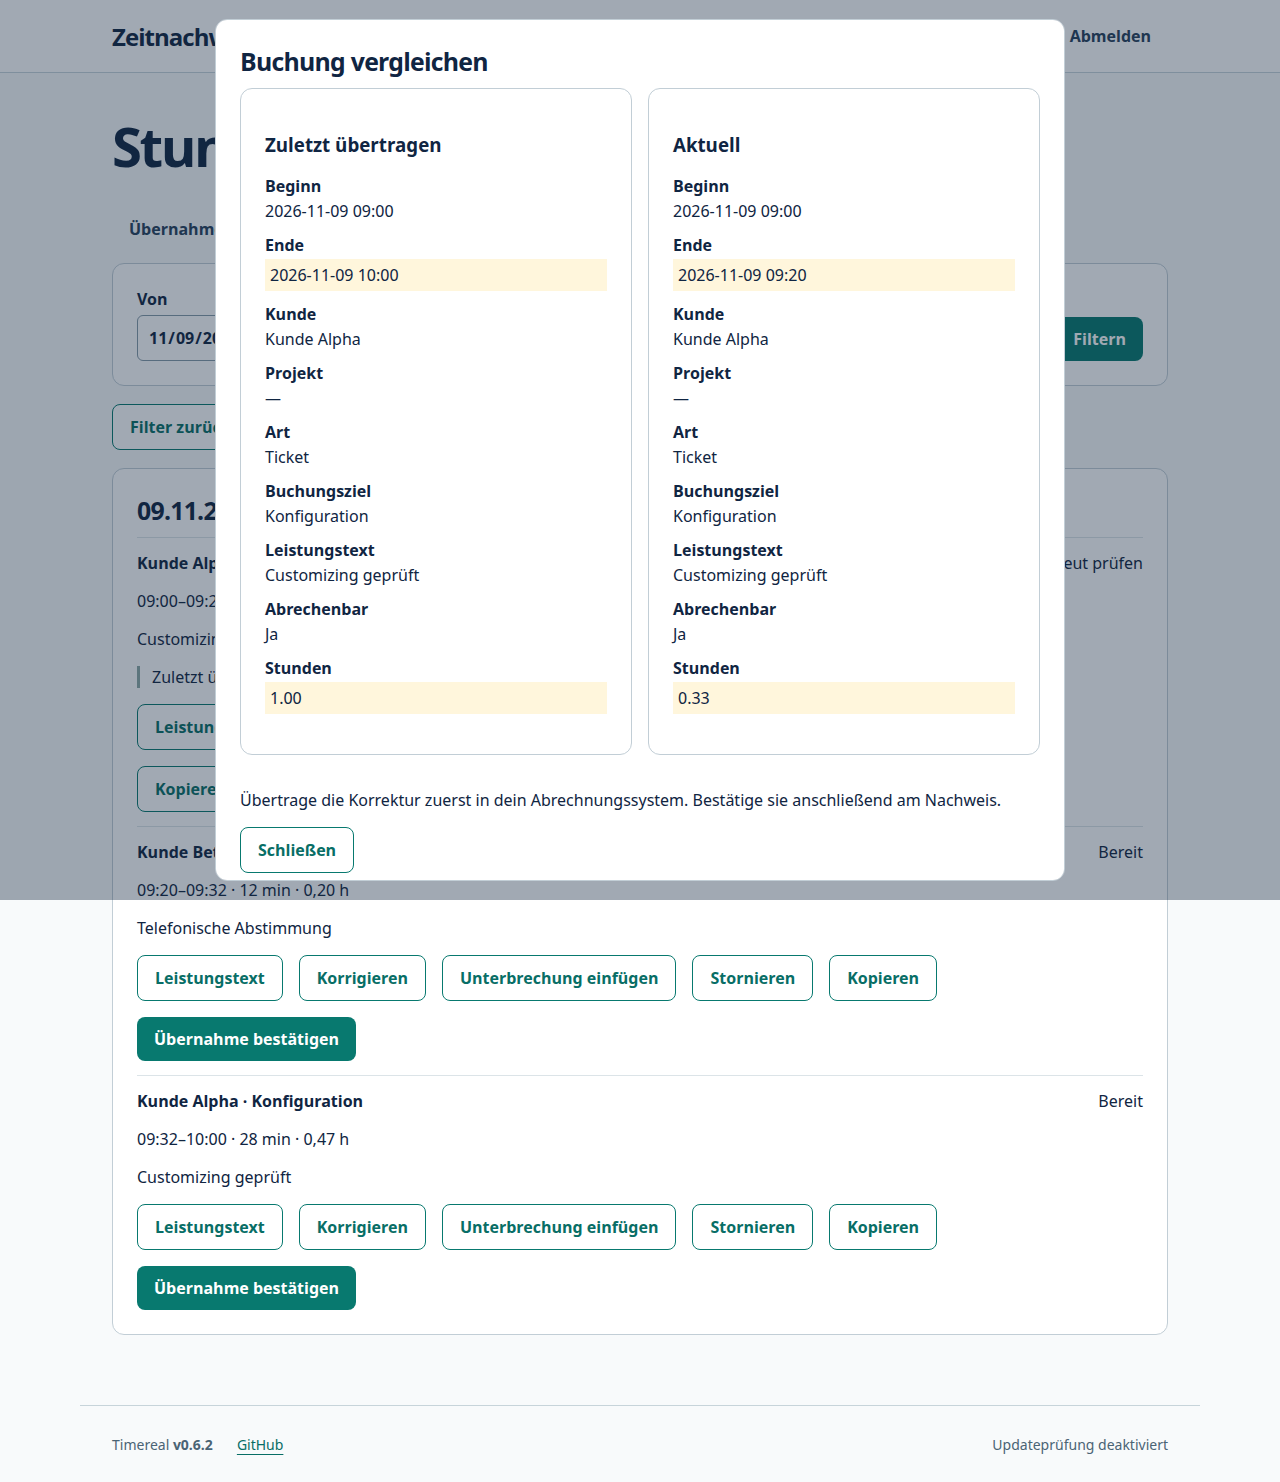 Zeitnachw
Abmelden
Buchung vergleichen
Zuletzt übertragen
Beginn
2026-11-09 09:00
Ende
2026-11-09 10:00
Kunde
Kunde Alpha
Projekt
—
Art
Ticket
Buchungsziel
Konfiguration
Leistungstext
Customizing geprüft
Abrechenbar
Ja
Stunden
1.00
Aktuell
Beginn
2026-11-09 09:00
Ende
2026-11-09 09:20
Kunde
Kunde Alpha
Projekt
—
Art
Ticket
Buchungsziel
Konfiguration
Leistungstext
Customizing geprüft
Abrechenbar
Ja
Stunden
0.33
Übertrage die Korrektur zuerst in dein Abrechnungssystem. Bestätige sie anschließend am Nachweis.
Schließen
Stun
Übernahm
Von
11/09/20
Filtern
Filter zurüc
09.11.2
Kunde Alp
eut prüfen
09:00–09:2
Customizin
Zuletzt ü
Leistun
Kopiere
Kunde Bet
Bereit
09:20–09:32 · 12 min · 0,20 h
Telefonische Abstimmung
Leistungstext Korrigieren Unterbrechung einfügen Stornieren Kopieren
Übernahme bestätigen
Kunde Alpha · Konfiguration
Bereit
09:32–10:00 · 28 min · 0,47 h
Customizing geprüft
Leistungstext Korrigieren Unterbrechung einfügen Stornieren Kopieren
Übernahme bestätigen
Timereal v0.6.2 GitHub
Updateprüfung deaktiviert